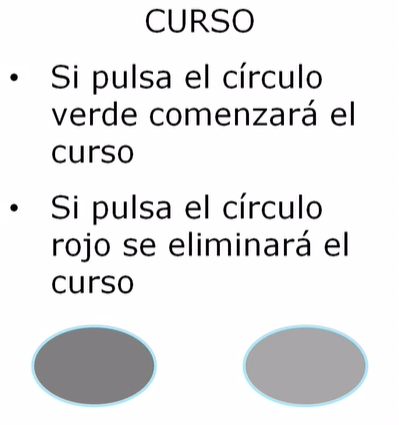 CURSO
• Si pulsa el círculo
verde comenzará el
curso
• Si pulsa el círculo
rojo se eliminará el
curso